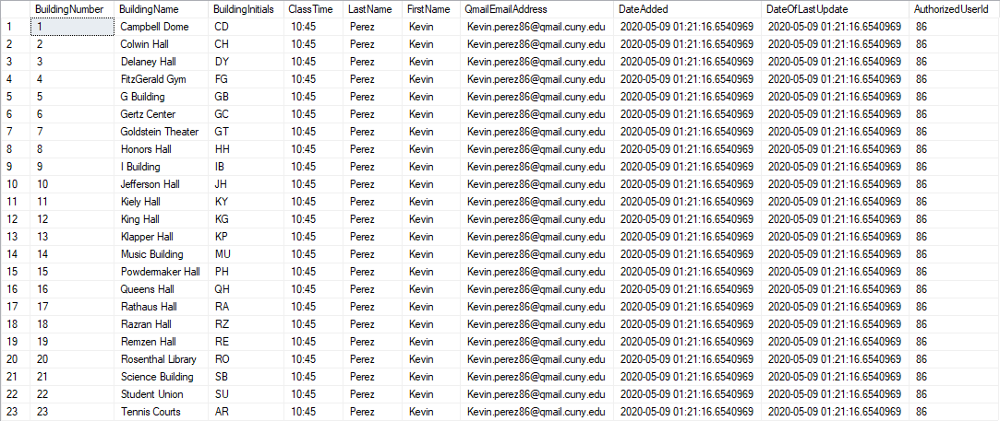 BuildingNumber BuildingName BuildingInitials ClassTime LastName FirstName QmailEmailAddress DateAdded DateOfLastUpdate AuthorizedUserId
1 1 Campbell Dome CD 10:45 Perez Kevin Kevin.perez86@qmail.cuny.edu 2020-05-09 01:21:16.6540969 2020-05-09 01:21:16.6540969 86
2 2 Colwin Hall CH 10:45 Perez Kevin Kevin.perez86@qmail.cuny.edu 2020-05-09 01:21:16.6540969 2020-05-09 01:21:16.6540969 86
3 3 Delaney Hall DY 10:45 Perez Kevin Kevin.perez86@qmail.cuny.edu 2020-05-09 01:21:16.6540969 2020-05-09 01:21:16.6540969 86
4 4 FitzGerald Gym FG 10:45 Perez Kevin Kevin.perez86@qmail.cuny.edu 2020-05-09 01:21:16.6540969 2020-05-09 01:21:16.6540969 86
5 5 G Building GB 10:45 Perez Kevin Kevin.perez86@qmail.cuny.edu 2020-05-09 01:21:16.6540969 2020-05-09 01:21:16.6540969 86
6 6 Gertz Center GC 10:45 Perez Kevin Kevin.perez86@qmail.cuny.edu 2020-05-09 01:21:16.6540969 2020-05-09 01:21:16.6540969 86
7 7 Goldstein Theater GT 10:45 Perez Kevin Kevin.perez86@qmail.cuny.edu 2020-05-09 01:21:16.6540969 2020-05-09 01:21:16.6540969 86
8 8 Honors Hall HH 10:45 Perez Kevin Kevin.perez86@qmail.cuny.edu 2020-05-09 01:21:16.6540969 2020-05-09 01:21:16.6540969 86
9 9 I Building IB 10:45 Perez Kevin Kevin.perez86@qmail.cuny.edu 2020-05-09 01:21:16.6540969 2020-05-09 01:21:16.6540969 86
10 10 Jefferson Hall JH 10:45 Perez Kevin Kevin.perez86@qmail.cuny.edu 2020-05-09 01:21:16.6540969 2020-05-09 01:21:16.6540969 86
11 11 Kiely Hall KY 10:45 Perez Kevin Kevin.perez86@qmail.cuny.edu 2020-05-09 01:21:16.6540969 2020-05-09 01:21:16.6540969 86
12 12 King Hall KG 10:45 Perez Kevin Kevin.perez86@qmail.cuny.edu 2020-05-09 01:21:16.6540969 2020-05-09 01:21:16.6540969 86
13 13 Klapper Hall KP 10:45 Perez Kevin Kevin.perez86@qmail.cuny.edu 2020-05-09 01:21:16.6540969 2020-05-09 01:21:16.6540969 86
14 14 Music Building MU 10:45 Perez Kevin Kevin.perez86@qmail.cuny.edu 2020-05-09 01:21:16.6540969 2020-05-09 01:21:16.6540969 86
15 15 Powdermaker Hall PH 10:45 Perez Kevin Kevin.perez86@qmail.cuny.edu 2020-05-09 01:21:16.6540969 2020-05-09 01:21:16.6540969 86
16 16 Queens Hall QH 10:45 Perez Kevin Kevin.perez86@qmail.cuny.edu 2020-05-09 01:21:16.6540969 2020-05-09 01:21:16.6540969 86
17 17 Rathaus Hall RA 10:45 Perez Kevin Kevin.perez86@qmail.cuny.edu 2020-05-09 01:21:16.6540969 2020-05-09 01:21:16.6540969 86
18 18 Razran Hall RZ 10:45 Perez Kevin Kevin.perez86@qmail.cuny.edu 2020-05-09 01:21:16.6540969 2020-05-09 01:21:16.6540969 86
19 19 Remzen Hall RE 10:45 Perez Kevin Kevin.perez86@qmail.cuny.edu 2020-05-09 01:21:16.6540969 2020-05-09 01:21:16.6540969 86
20 20 Rosenthal Library RO 10:45 Perez Kevin Kevin.perez86@qmail.cuny.edu 2020-05-09 01:21:16.6540969 2020-05-09 01:21:16.6540969 86
21 21 Science Building SB 10:45 Perez Kevin Kevin.perez86@qmail.cuny.edu 2020-05-09 01:21:16.6540969 2020-05-09 01:21:16.6540969 86
22 22 Student Union SU 10:45 Perez Kevin Kevin.perez86@qmail.cuny.edu 2020-05-09 01:21:16.6540969 2020-05-09 01:21:16.6540969 86
23 23 Tennis Courts AR 10:45 Perez Kevin Kevin.perez86@qmail.cuny.edu 2020-05-09 01:21:16.6540969 2020-05-09 01:21:16.6540969 86